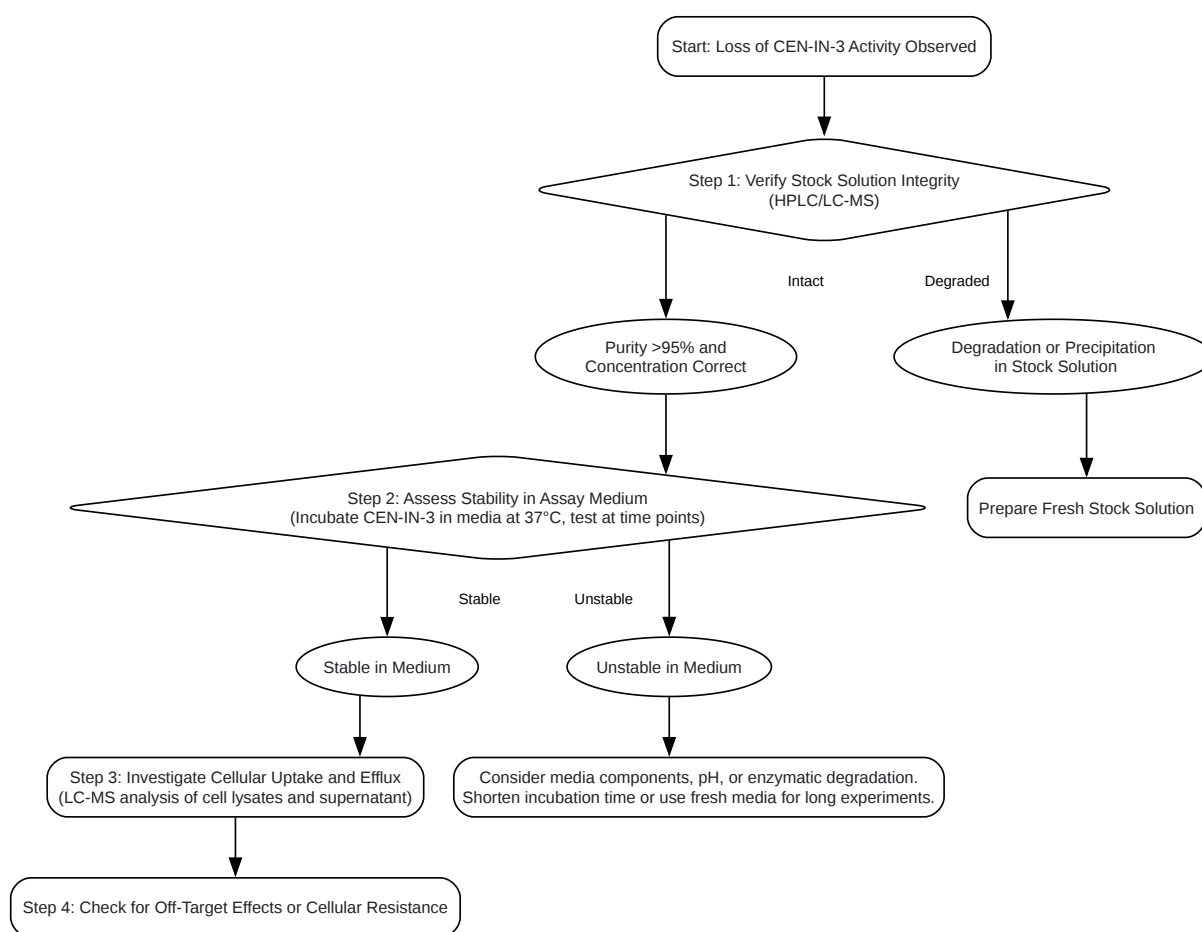 Start: Loss of CEN-IN-3 Activity Observed
Step 1: Verify Stock Solution Integrity
(HPLC/LC-MS)
Intact
Degraded
Purity >95% and
Concentration Correct
Degradation or Precipitation
in Stock Solution
Step 2: Assess Stability in Assay Medium
(Incubate CEN-IN-3 in media at 37°C, test at time points)
Prepare Fresh Stock Solution
Stable
Unstable
Stable in Medium
Unstable in Medium
Step 3: Investigate Cellular Uptake and Efflux
(LC-MS analysis of cell lysates and supernatant)
Consider media components, pH, or enzymatic degradation.
Shorten incubation time or use fresh media for long experiments.
Step 4: Check for Off-Target Effects or Cellular Resistance